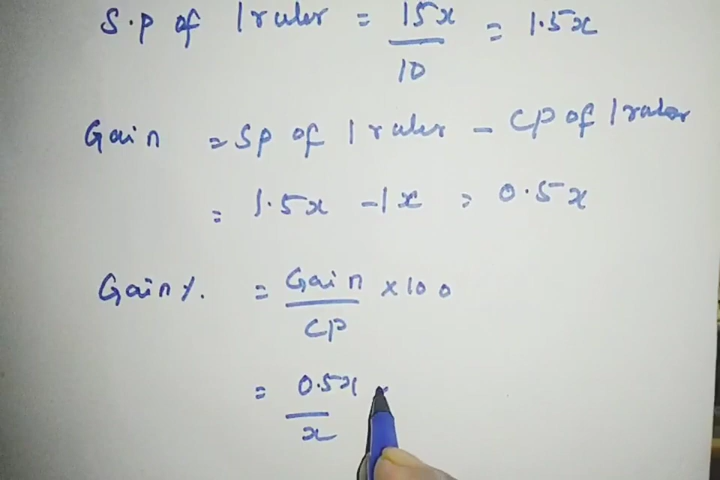 S.p of 1 ruler = 15x/10 = 1.5x
Gain = Sp of 1 ruler - CP of 1 ruler
= 1.5x - 1x = 0.5x
Gain%. = Gain/CP x 100
= 0.5x/x